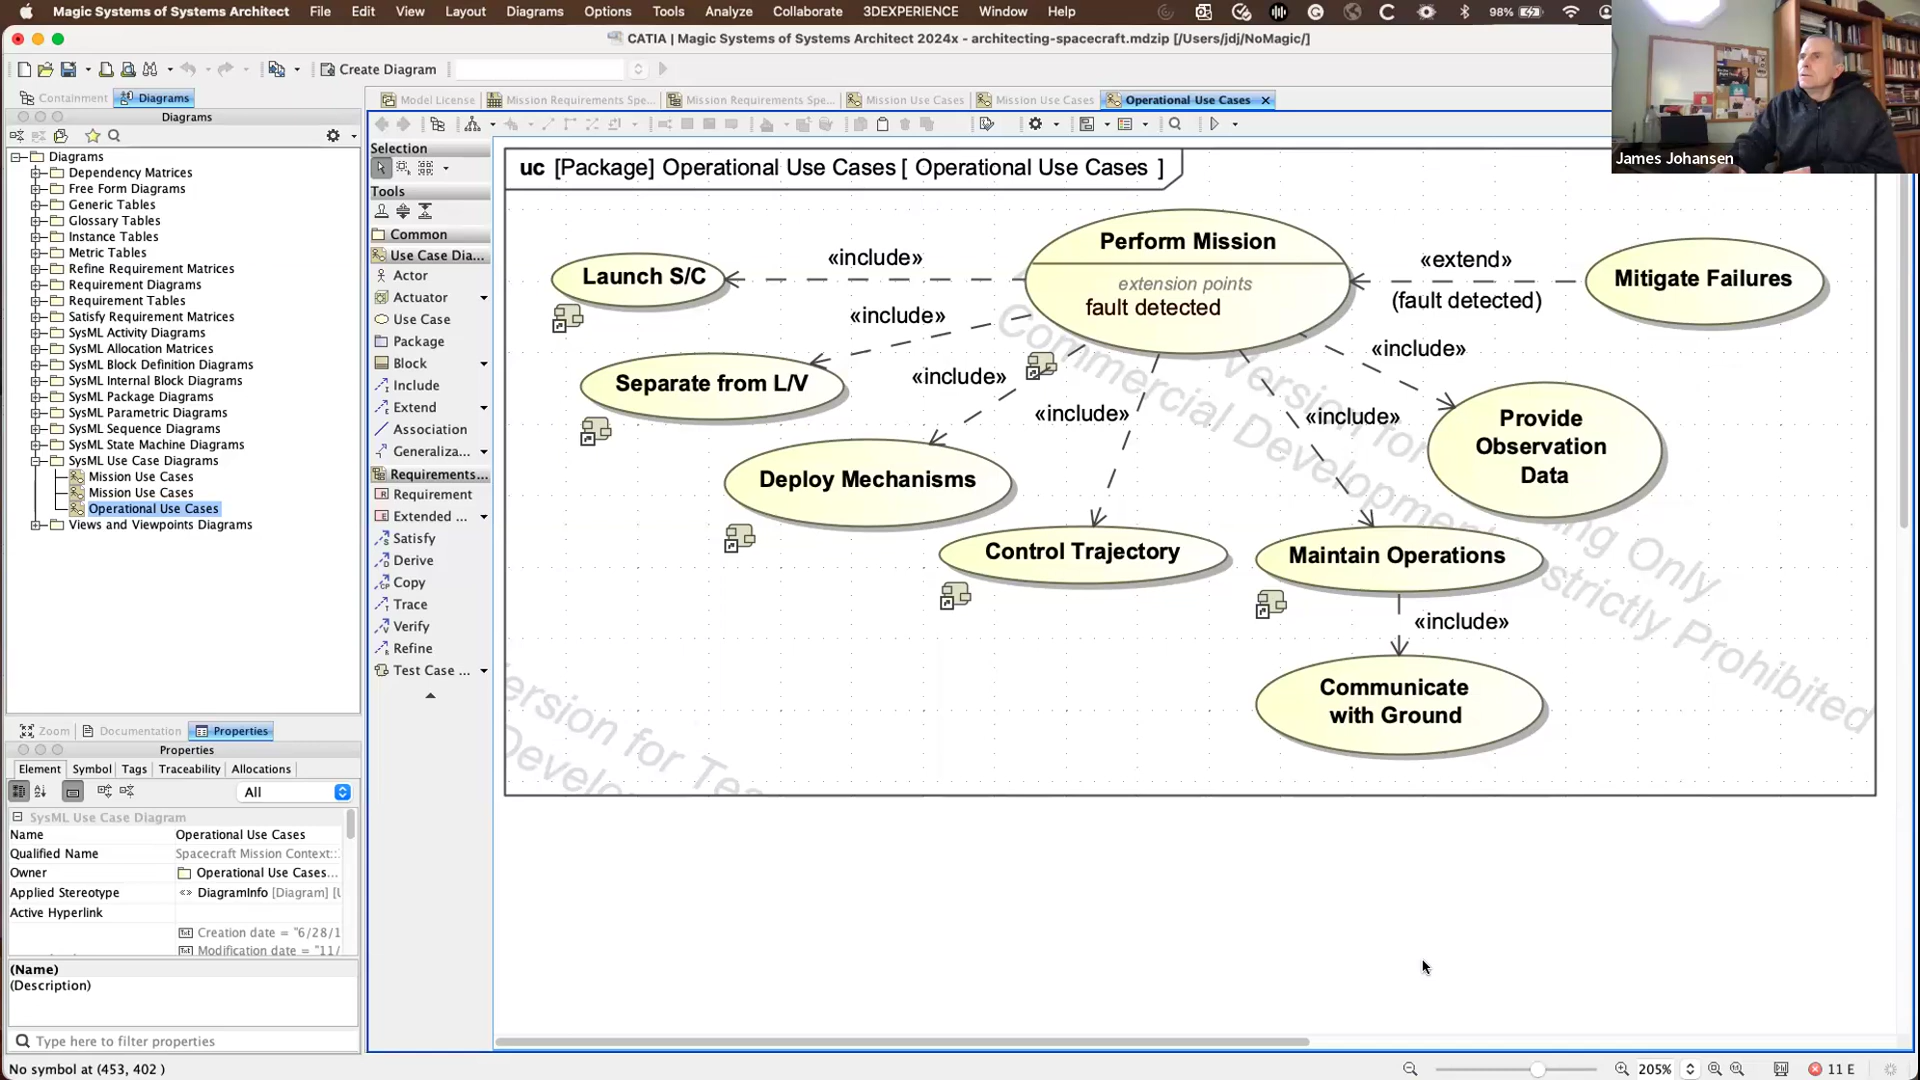 Magic Systems of Systems Architect File Edit View Layout Diagrams Options Tools Analyze Collaborate 3DEXPERIENCE Window Help 98%
CATIA | Magic Systems of Systems Architect 2024x - architecting-spacecraft.mdzip [/Users/jdj/NoMagic/]
Create Diagram
Containment Diagrams
Model License Mission Requirements Spe... Mission Requirements Spe... Mission Use Cases Mission Use Cases Operational Use Cases
Diagrams
Diagrams
Dependency Matrices
Free Form Diagrams
Generic Tables
Glossary Tables
Instance Tables
Metric Tables
Refine Requirement Matrices
Requirement Diagrams
Requirement Tables
Satisfy Requirement Matrices
SysML Activity Diagrams
SysML Allocation Matrices
SysML Block Definition Diagrams
SysML Internal Block Diagrams
SysML Package Diagrams
SysML Parametric Diagrams
SysML Sequence Diagrams
SysML State Machine Diagrams
SysML Use Case Diagrams
Mission Use Cases
Mission Use Cases
Operational Use Cases
Views and Viewpoints Diagrams
Zoom Documentation Properties
Properties
Element Symbol Tags Traceability Allocations
All
SysML Use Case Diagram
Name Operational Use Cases
Qualified Name Spacecraft Mission Context::
Owner Operational Use Cases...
Applied Stereotype «» DiagramInfo [Diagram] [U
Active Hyperlink
Creation date = "6/28/1
Modification date = "11/
(Name)
(Description)
Type here to filter properties
No symbol at (453, 402 )
Selection
Tools
Common
Use Case Dia...
Actor
Actuator
Use Case
Package
Block
Include
Extend
Association
Generaliza...
Requirements...
Requirement
Extended ...
Satisfy
Derive
Copy
Trace
Verify
Refine
Test Case ...
uc [Package] Operational Use Cases [ Operational Use Cases ]
Launch S/C
«include»
Perform Mission
extension points
fault detected
«extend»
(fault detected)
Mitigate Failures
«include»
Separate from L/V
«include»
Deploy Mechanisms
«include»
Control Trajectory
«include»
Maintain Operations
«include»
Provide
Observation
Data
«include»
Communicate
with Ground
James Johansen
205%
11 E